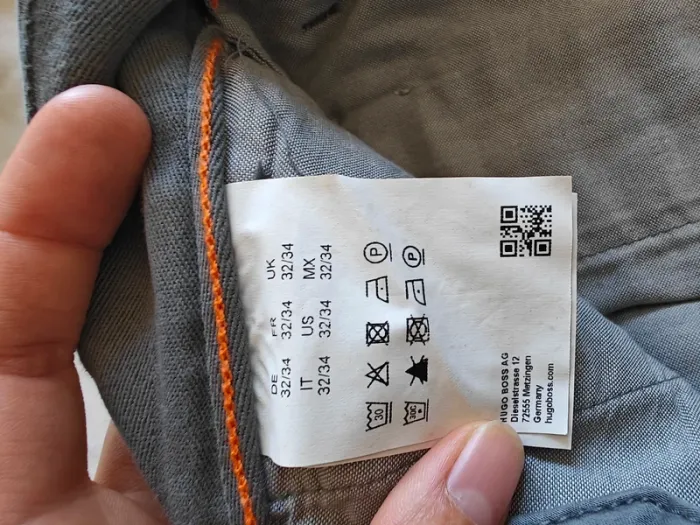 DE FR UK
32/34 32/34 32/34
IT US MX
32/34 32/34 32/34
30 P
P
HUGO BOSS AG
Dieselstrasse 12
72555 Metzingen
Germany
hugoboss.com